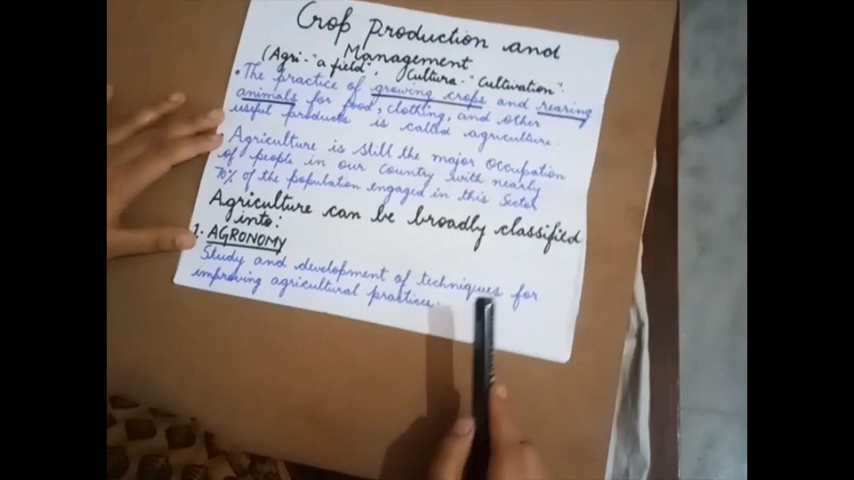 Crop Production and
Management
(Agri-"a field", Cultura-"Cultivation".
• The practice of growing crops and rearing
animals for food, clothing, and other
useful products is called agriculture.
• Agriculture is still the major Occupation
of people in our Country with nearly
70% of the population engaged in this Sector
Agriculture can be broadly classified
into:
1. AGRONOMY
Study and development of techniques for
improving agricultural practices.